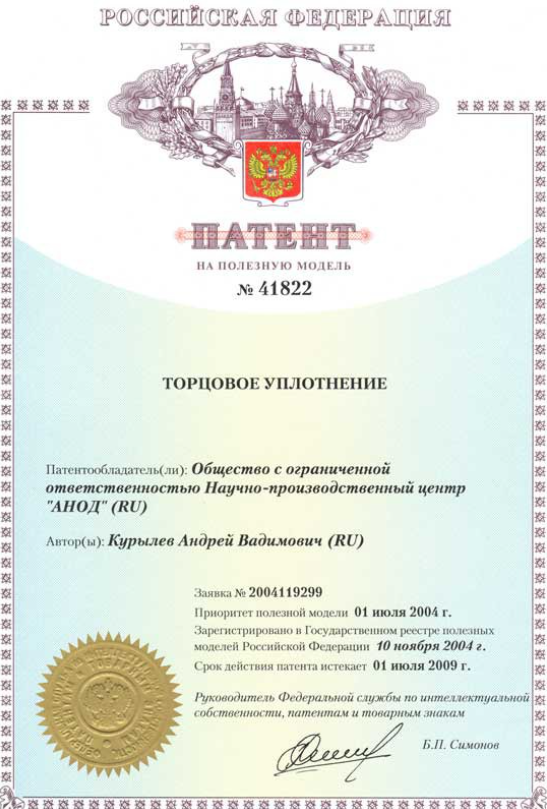 РОССИЙСКАЯ ФЕДЕРАЦИЯ
ПАТЕНТ
НА ПОЛЕЗНУЮ МОДЕЛЬ
№ 41822
ТОРЦОВОЕ УПЛОТНЕНИЕ
Патентообладатель(ли): Общество с ограниченной
ответственностью Научно-производственный центр
"АНОД" (RU)
Автор(ы): Курылев Андрей Вадимович (RU)
Заявка № 2004119299
Приоритет полезной модели 01 июля 2004 г.
Зарегистрировано в Государственном реестре полезных
моделей Российской Федерации 10 ноября 2004 г.
Срок действия патента истекает 01 июля 2009 г.
Руководитель Федеральной службы по интеллектуальной
собственности, патентам и товарным знакам
Б.П. Симонов